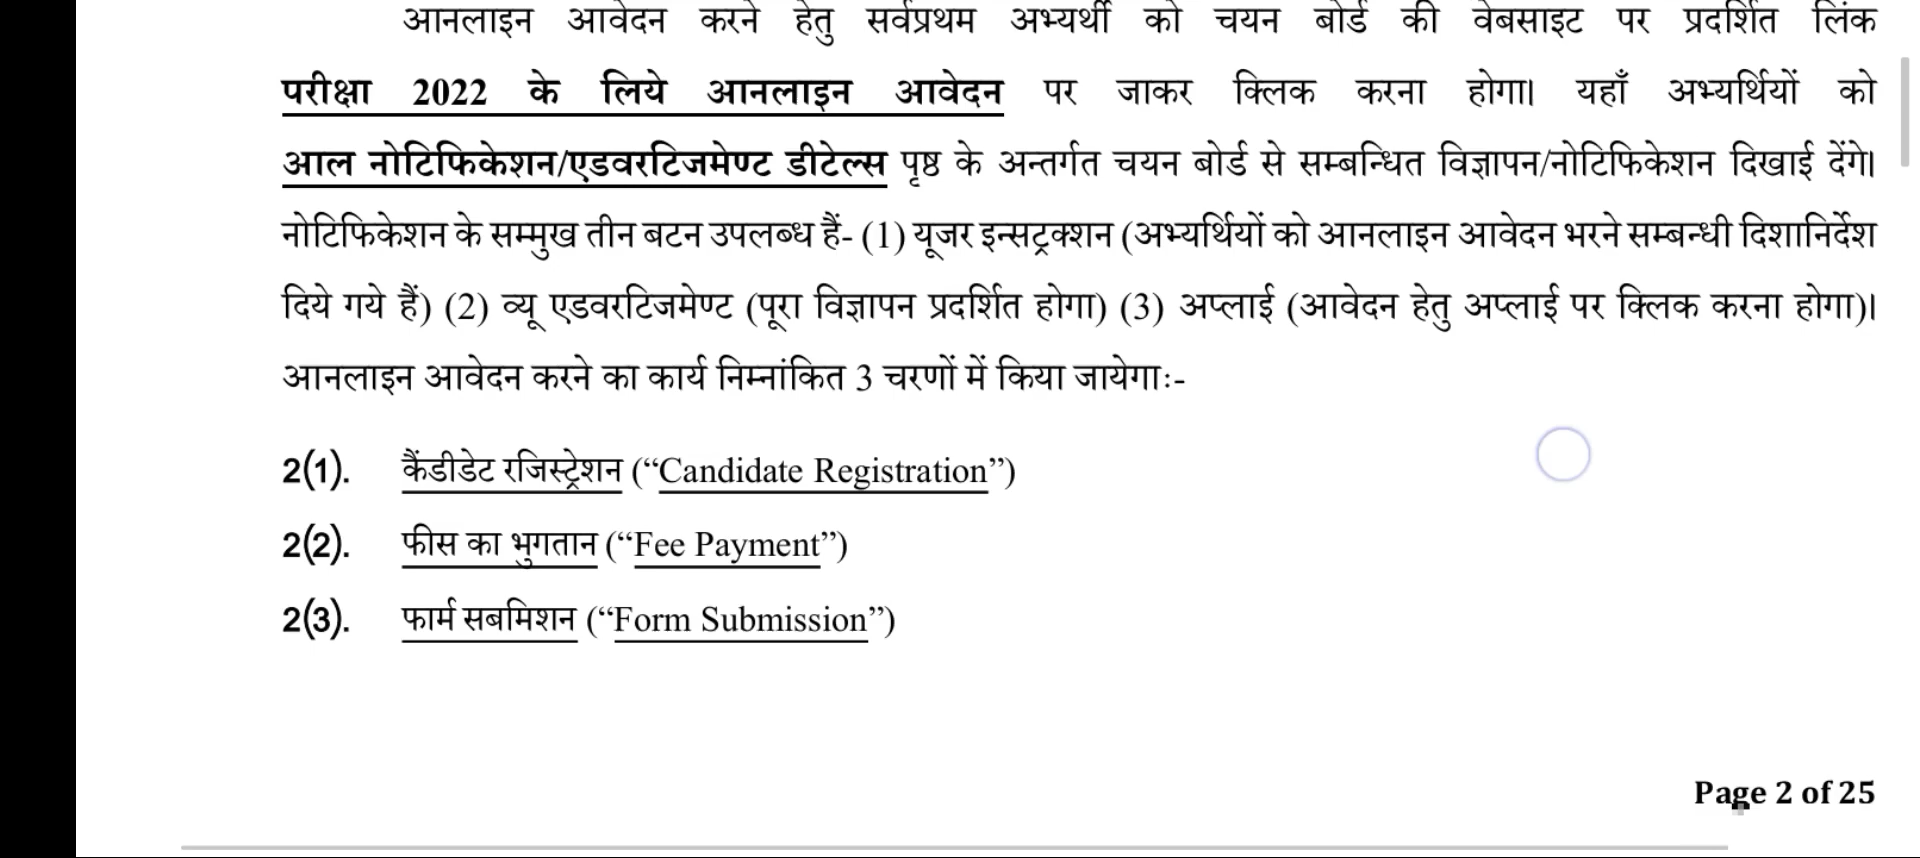 आनलाइन आवेदन करने हेतु सर्वप्रथम अभ्यर्थी को चयन बोर्ड की वेबसाइट पर प्रदर्शित लिंक
परीक्षा 2022 के लिये आनलाइन आवेदन पर जाकर क्लिक करना होगा। यहाँ अभ्यर्थियों को
आल नोटिफिकेशन/एडवरटिजमेण्ट डीटेल्स पृष्ठ के अन्तर्गत चयन बोर्ड से सम्बन्धित विज्ञापन/नोटिफिकेशन दिखाई देंगे।
नोटिफिकेशन के सम्मुख तीन बटन उपलब्ध हैं- (1) यूजर इन्सट्रक्शन (अभ्यर्थियों को आनलाइन आवेदन भरने सम्बन्धी दिशानिर्देश
दिये गये हैं) (2) व्यू एडवरटिजमेण्ट (पूरा विज्ञापन प्रदर्शित होगा) (3) अप्लाई (आवेदन हेतु अप्लाई पर क्लिक करना होगा)।
आनलाइन आवेदन करने का कार्य निम्नांकित 3 चरणों में किया जायेगाः-
2(1). कैंडीडेट रजिस्ट्रेशन (“Candidate Registration”)
2(2). फीस का भुगतान (“Fee Payment”)
2(3). फार्म सबमिशन (“Form Submission”)
Page 2 of 25